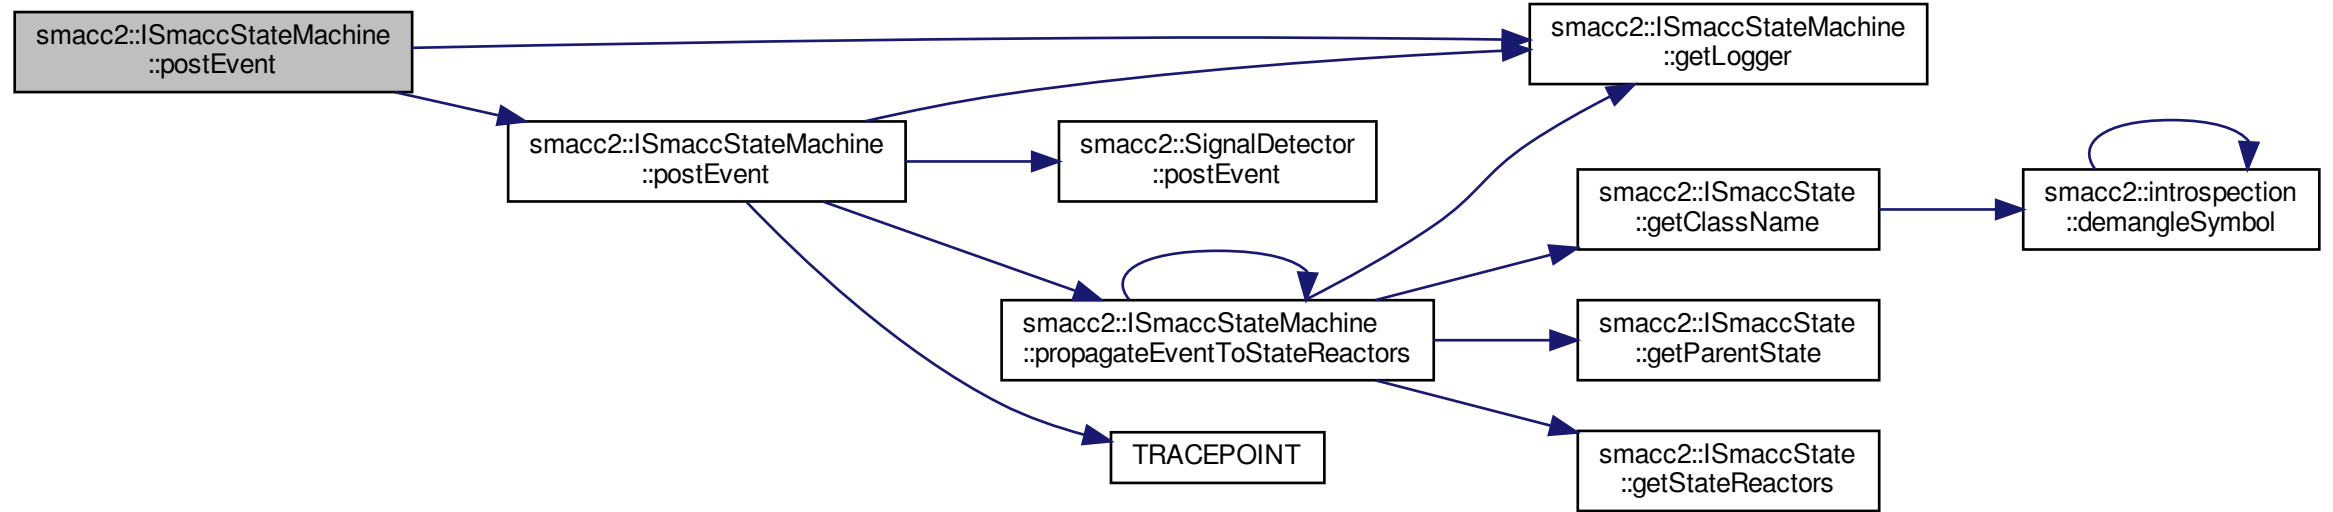 smacc2::ISmaccStateMachine
::postEvent
smacc2::ISmaccStateMachine
::getLogger
smacc2::ISmaccStateMachine
::postEvent
smacc2::SignalDetector
::postEvent
smacc2::ISmaccState
::getClassName
smacc2::introspection
::demangleSymbol
smacc2::ISmaccStateMachine
::propagateEventToStateReactors
smacc2::ISmaccState
::getParentState
TRACEPOINT
smacc2::ISmaccState
::getStateReactors